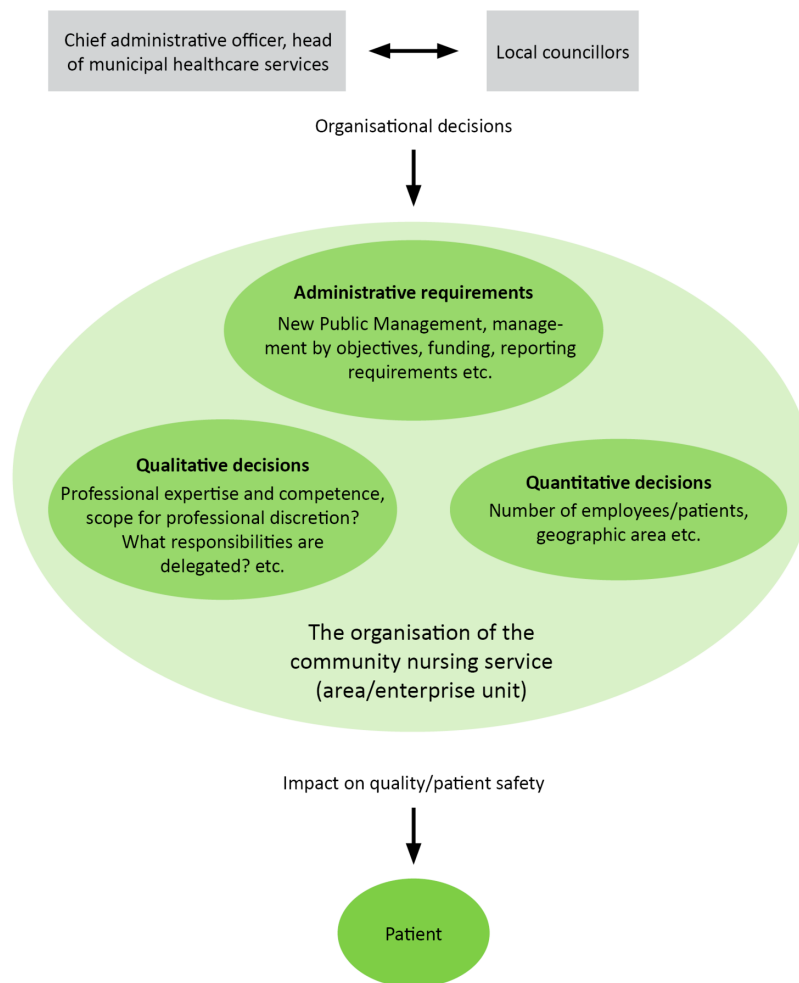 Chief administrative officer, head
of municipal healthcare services
Local councillors
Organisational decisions
Administrative requirements
New Public Management, manage-
ment by objectives, funding, reporting
requirements etc.
Qualitative decisions
Professional expertise and competence,
scope for professional discretion?
What responsibilities are
delegated? etc.
Quantitative decisions
Number of employees/patients,
geographic area etc.
The organisation of the
community nursing service
(area/enterprise unit)
Impact on quality/patient safety
Patient